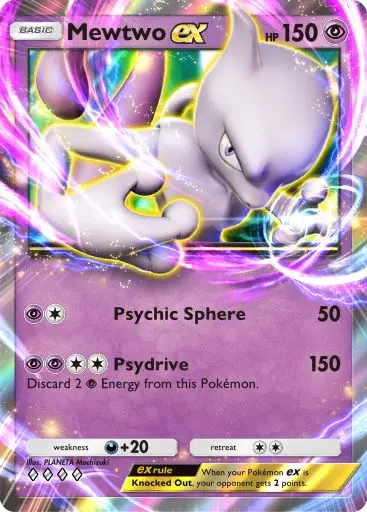 BASIC Mewtwo ex HP 150
Psychic Sphere 50
Psydrive 150
Discard 2 Energy from this Pokémon.
weakness +20 retreat
Illus. PLANETA Mochizuki
ex rule When your Pokémon ex is
Knocked Out, your opponent gets 2 points.